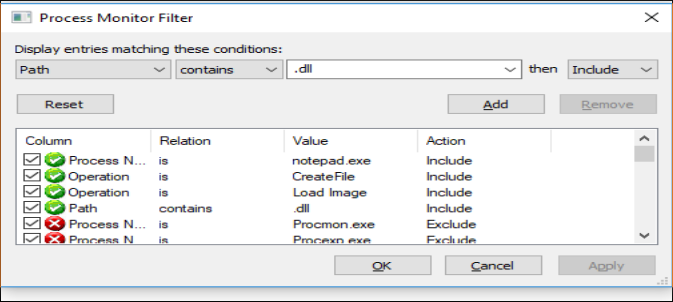 Process Monitor Filter
Display entries matching these conditions:
Path contains .dll then Include
Reset Add Remove
Column Relation Value Action
Process N... is notepad.exe Include
Operation is CreateFile Include
Operation is Load Image Include
Path contains .dll Include
Process N... is Procmon.exe Exclude
Process N... is Procexp.exe Exclude
OK Cancel Apply